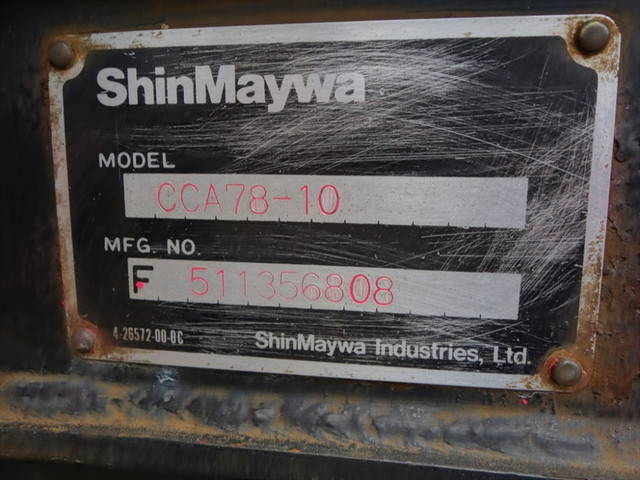 ShinMaywa
MODEL
CCA78-10
MFG. NO.
F 511356808
4-26572-00-0C
ShinMaywa Industries, Ltd.